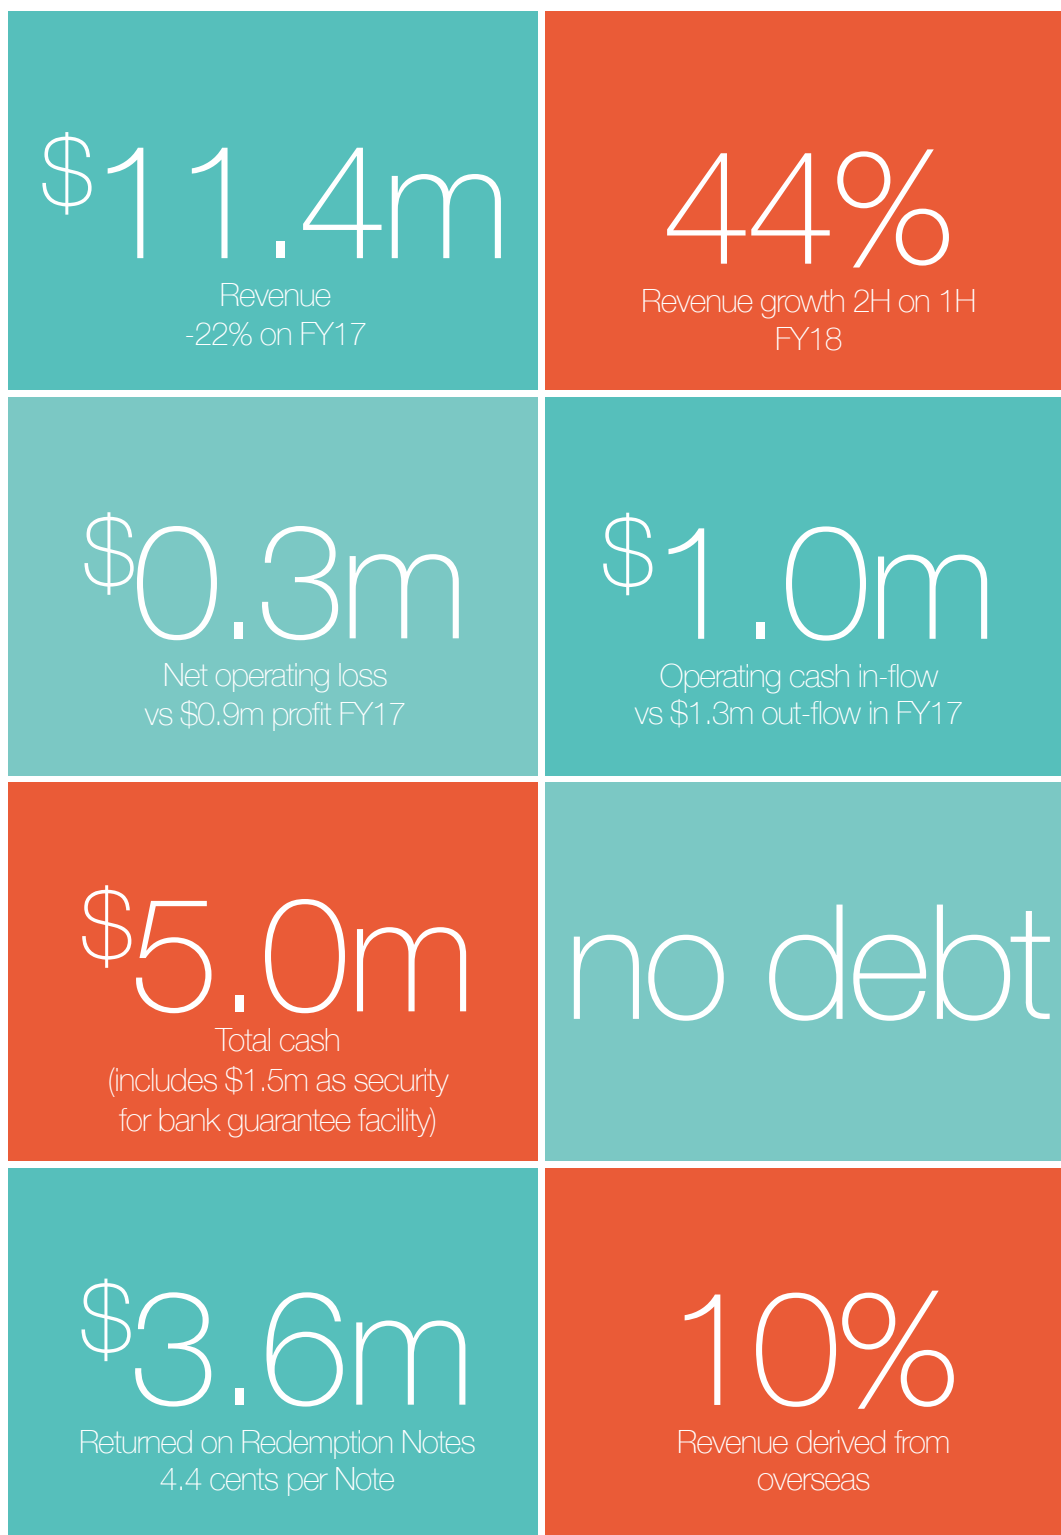 $11.4m
Revenue
-22% on FY17
44%
Revenue growth 2H on 1H
FY18
$0.3m
Net operating loss
vs $0.9m profit FY17
$1.0m
Operating cash in-flow
vs $1.3m out-flow in FY17
$5.0m
Total cash
(includes $1.5m as security
for bank guarantee facility)
no debt
$3.6m
Returned on Redemption Notes
4.4 cents per Note
10%
Revenue derived from
overseas